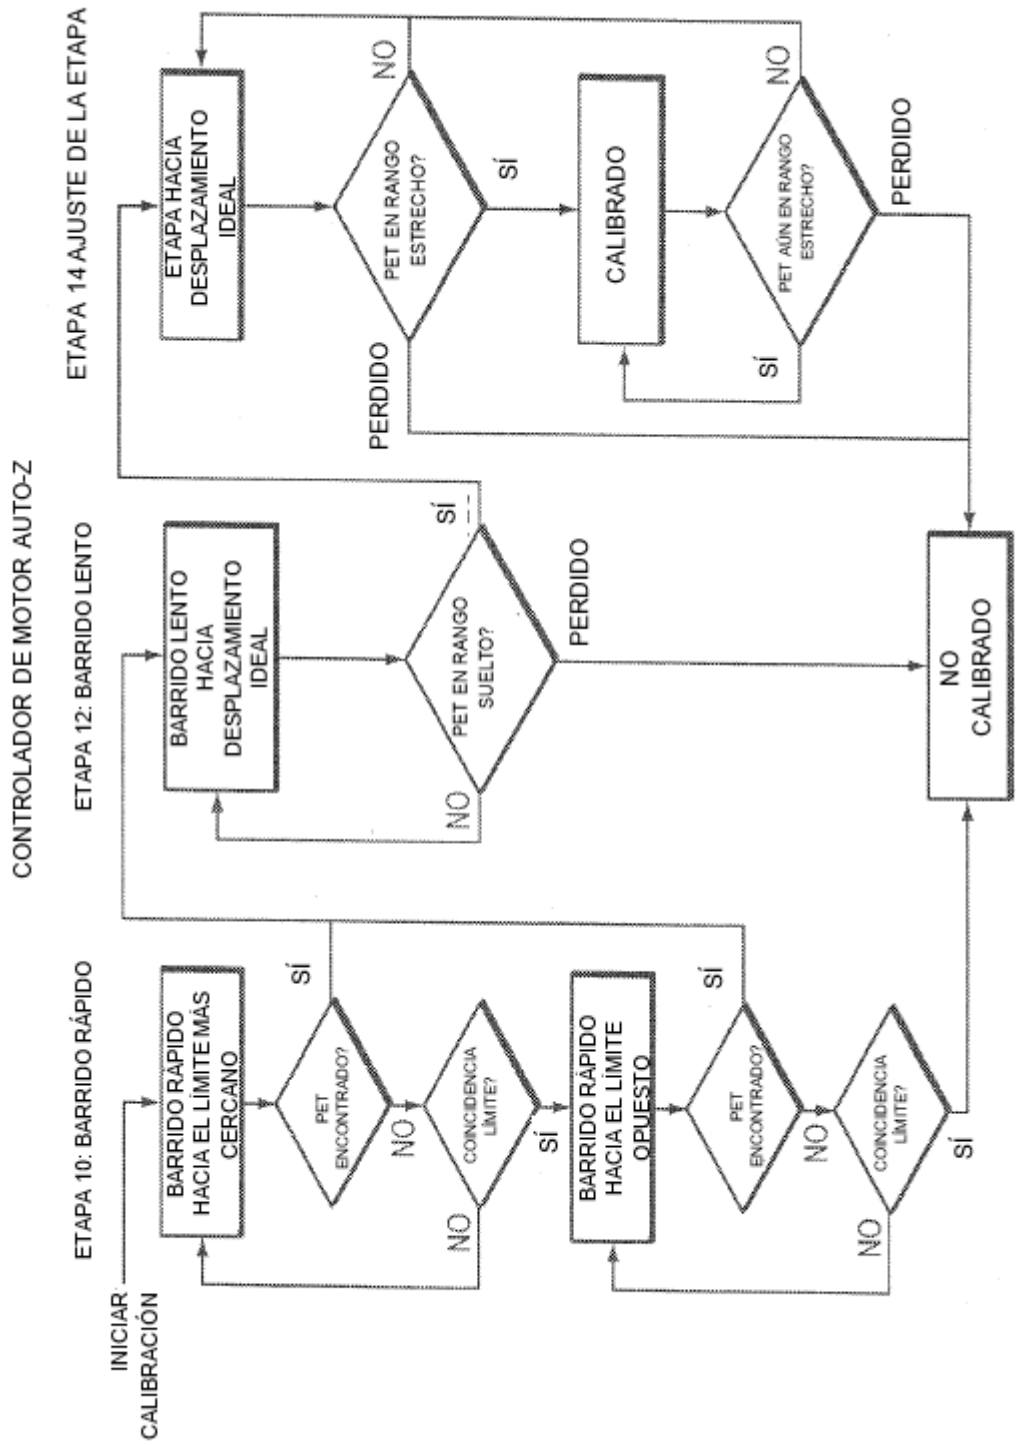 CONTROLADOR DE MOTOR AUTO-Z
ETAPA 10: BARRIDO RÁPIDO
INICIAR
CALIBRACIÓN
BARRIDO RÁPIDO
HACIA EL LÍMITE MÁS
CERCANO
PET
ENCONTRADO?
SÍ
NO
COINCIDENCIA
LÍMITE?
NO
SÍ
BARRIDO RÁPIDO
HACIA EL LÍMITE
OPUESTO
PET
ENCONTRADO?
SÍ
NO
COINCIDENCIA
LÍMITE?
NO
SÍ
ETAPA 12: BARRIDO LENTO
BARRIDO LENTO
HACIA
DESPLAZAMIENTO
IDEAL
PET EN RANGO
SUELTO?
NO
SÍ
PERDIDO
NO
CALIBRADO
ETAPA 14 AJUSTE DE LA ETAPA
ETAPA HACIA
DESPLAZAMIENTO
IDEAL
PET EN RANGO
ESTRECHO?
NO
PERDIDO
SÍ
CALIBRADO
PET AÚN EN RANGO
ESTRECHO?
NO
SÍ
PERDIDO